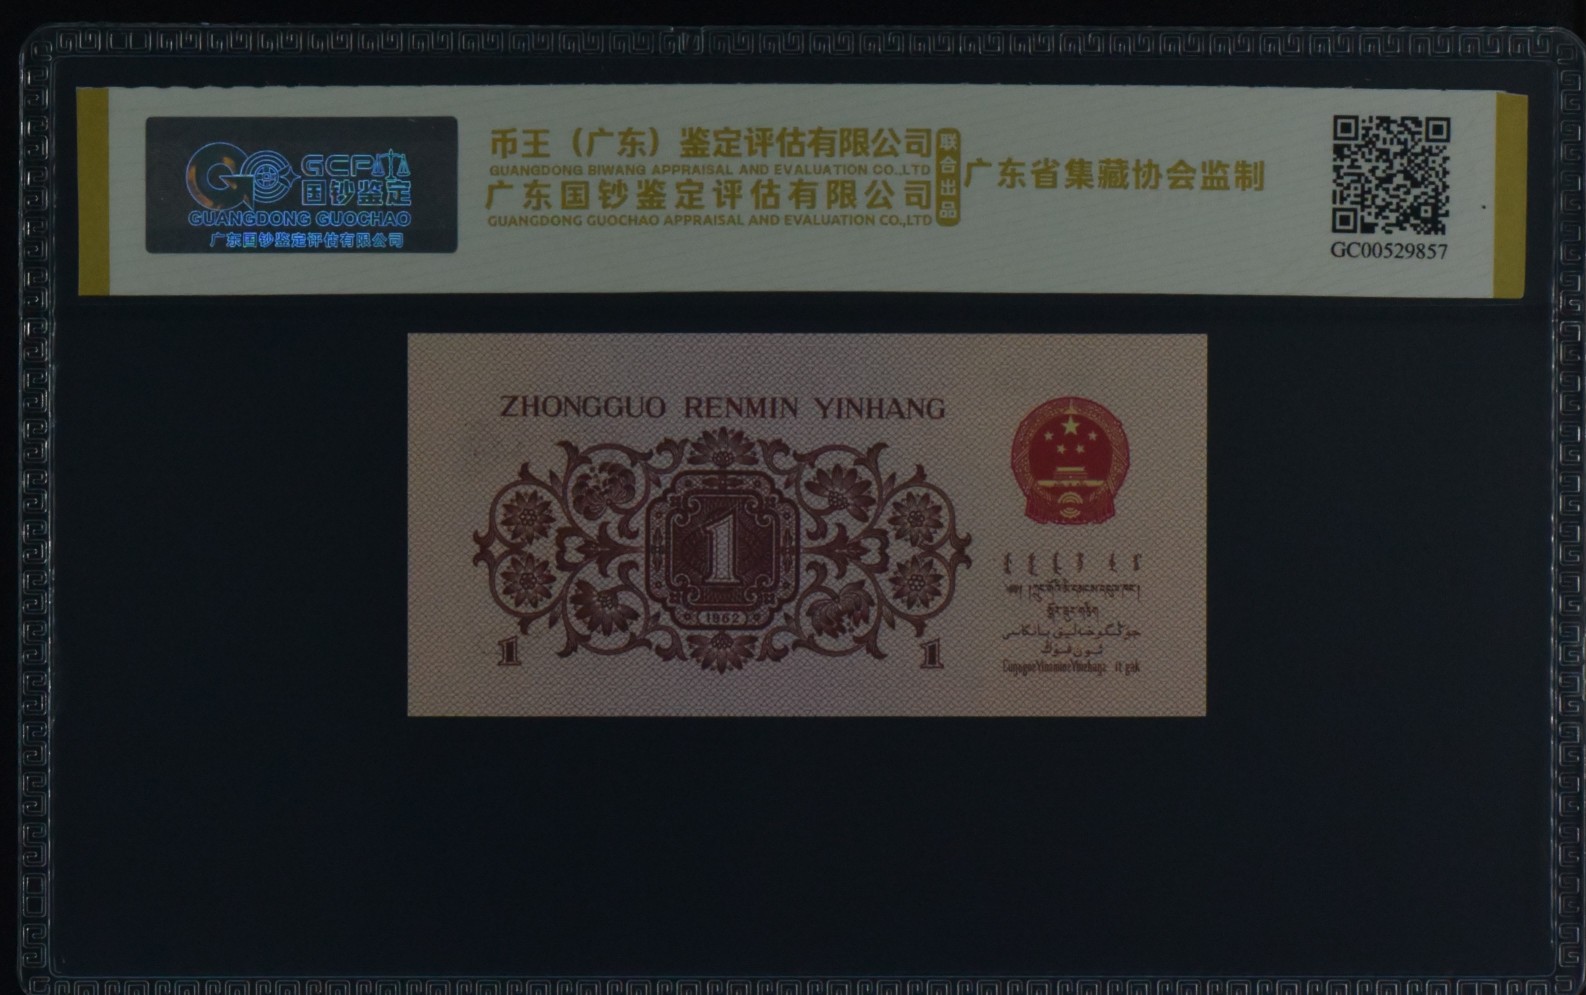 GCP
国钞鉴定
GUANGDONG GUOCHAO
广东国钞鉴定评估有限公司
币王（广东）鉴定评估有限公司
GUANGDONG BIWANG APPRAISAL AND EVALUATION CO.,LTD
广东国钞鉴定评估有限公司
GUANGDONG GUOCHAO APPRAISAL AND EVALUATION CO.,LTD
联合出品
广东省集藏协会监制
GC00529857
ZHONGGUO RENMIN YINHANG
1
1962
1
1